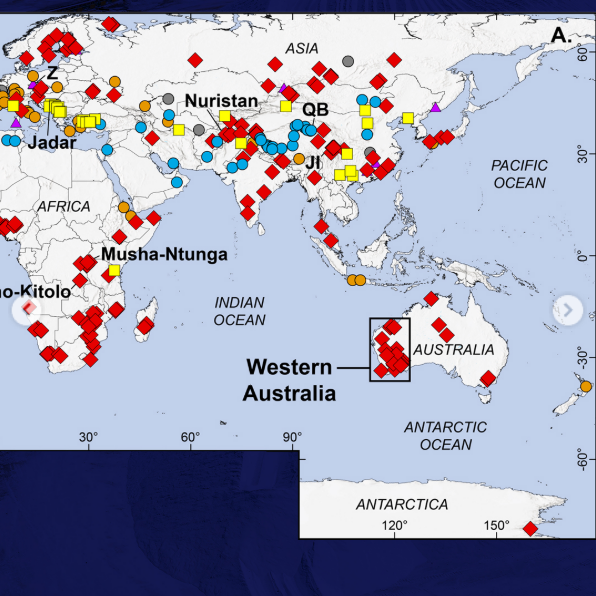 A.
ASIA
60°
Z
Nuristan
QB
Jadar
JI
30°
PACIFIC
OCEAN
AFRICA
Musha-Ntunga
0°
o-Kitolo
INDIAN
OCEAN
Western
Australia
AUSTRALIA
-30°
ANTARCTIC
OCEAN
30°
60°
90°
-60°
ANTARCTICA
120°
150°